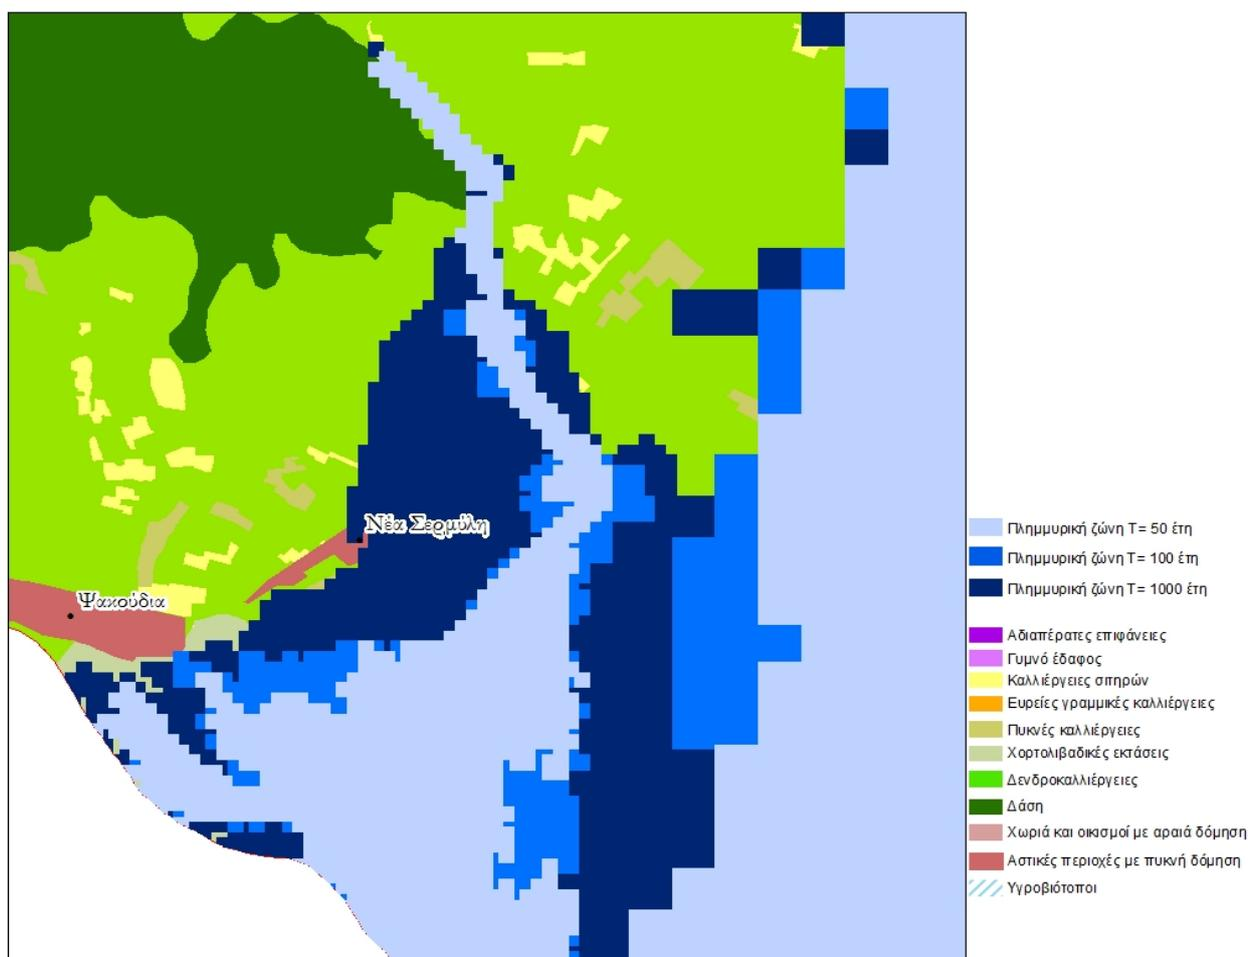 Νέα Σερμύλη
Ψακούδια
Πλημμυρική ζώνη T= 50 έτη
Πλημμυρική ζώνη T= 100 έτη
Πλημμυρική ζώνη T= 1000 έτη
Αδιαπέρατες επιφάνειες
Γυμνό έδαφος
Καλλιέργειες σιτηρών
Ευρείες γραμμικές καλλιέργειες
Πυκνές καλλιέργειες
Χορτολιβαδικές εκτάσεις
Δενδροκαλλιέργειες
Δάση
Χωριά και οικισμοί με αραιά δόμηση
Αστικές περιοχές με πυκνή δόμηση
Υγροβιότοποι